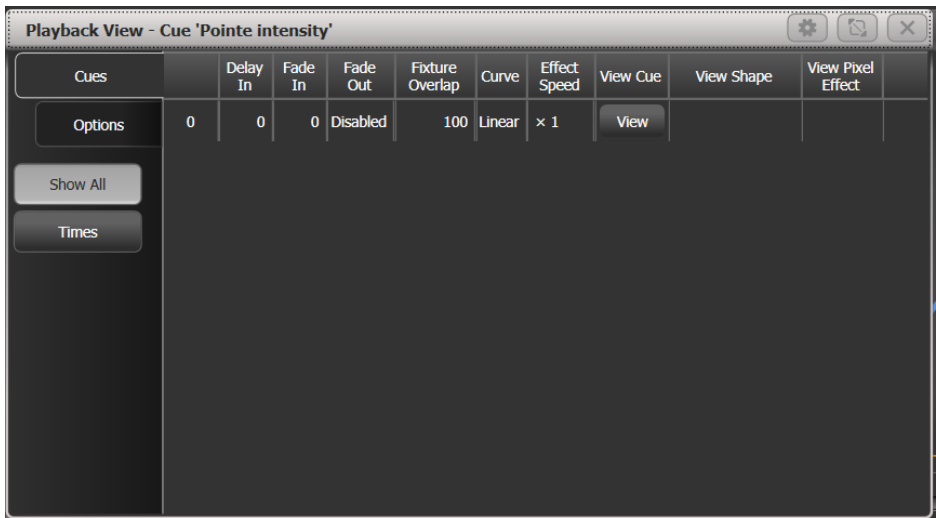 Playback View - Cue 'Pointe intensity'
Cues
Delay In
Fade In
Fade Out
Fixture Overlap
Curve
Effect Speed
View Cue
View Shape
View Pixel Effect
Options
0 0 0 Disabled 100 Linear × 1 View
Show All
Times